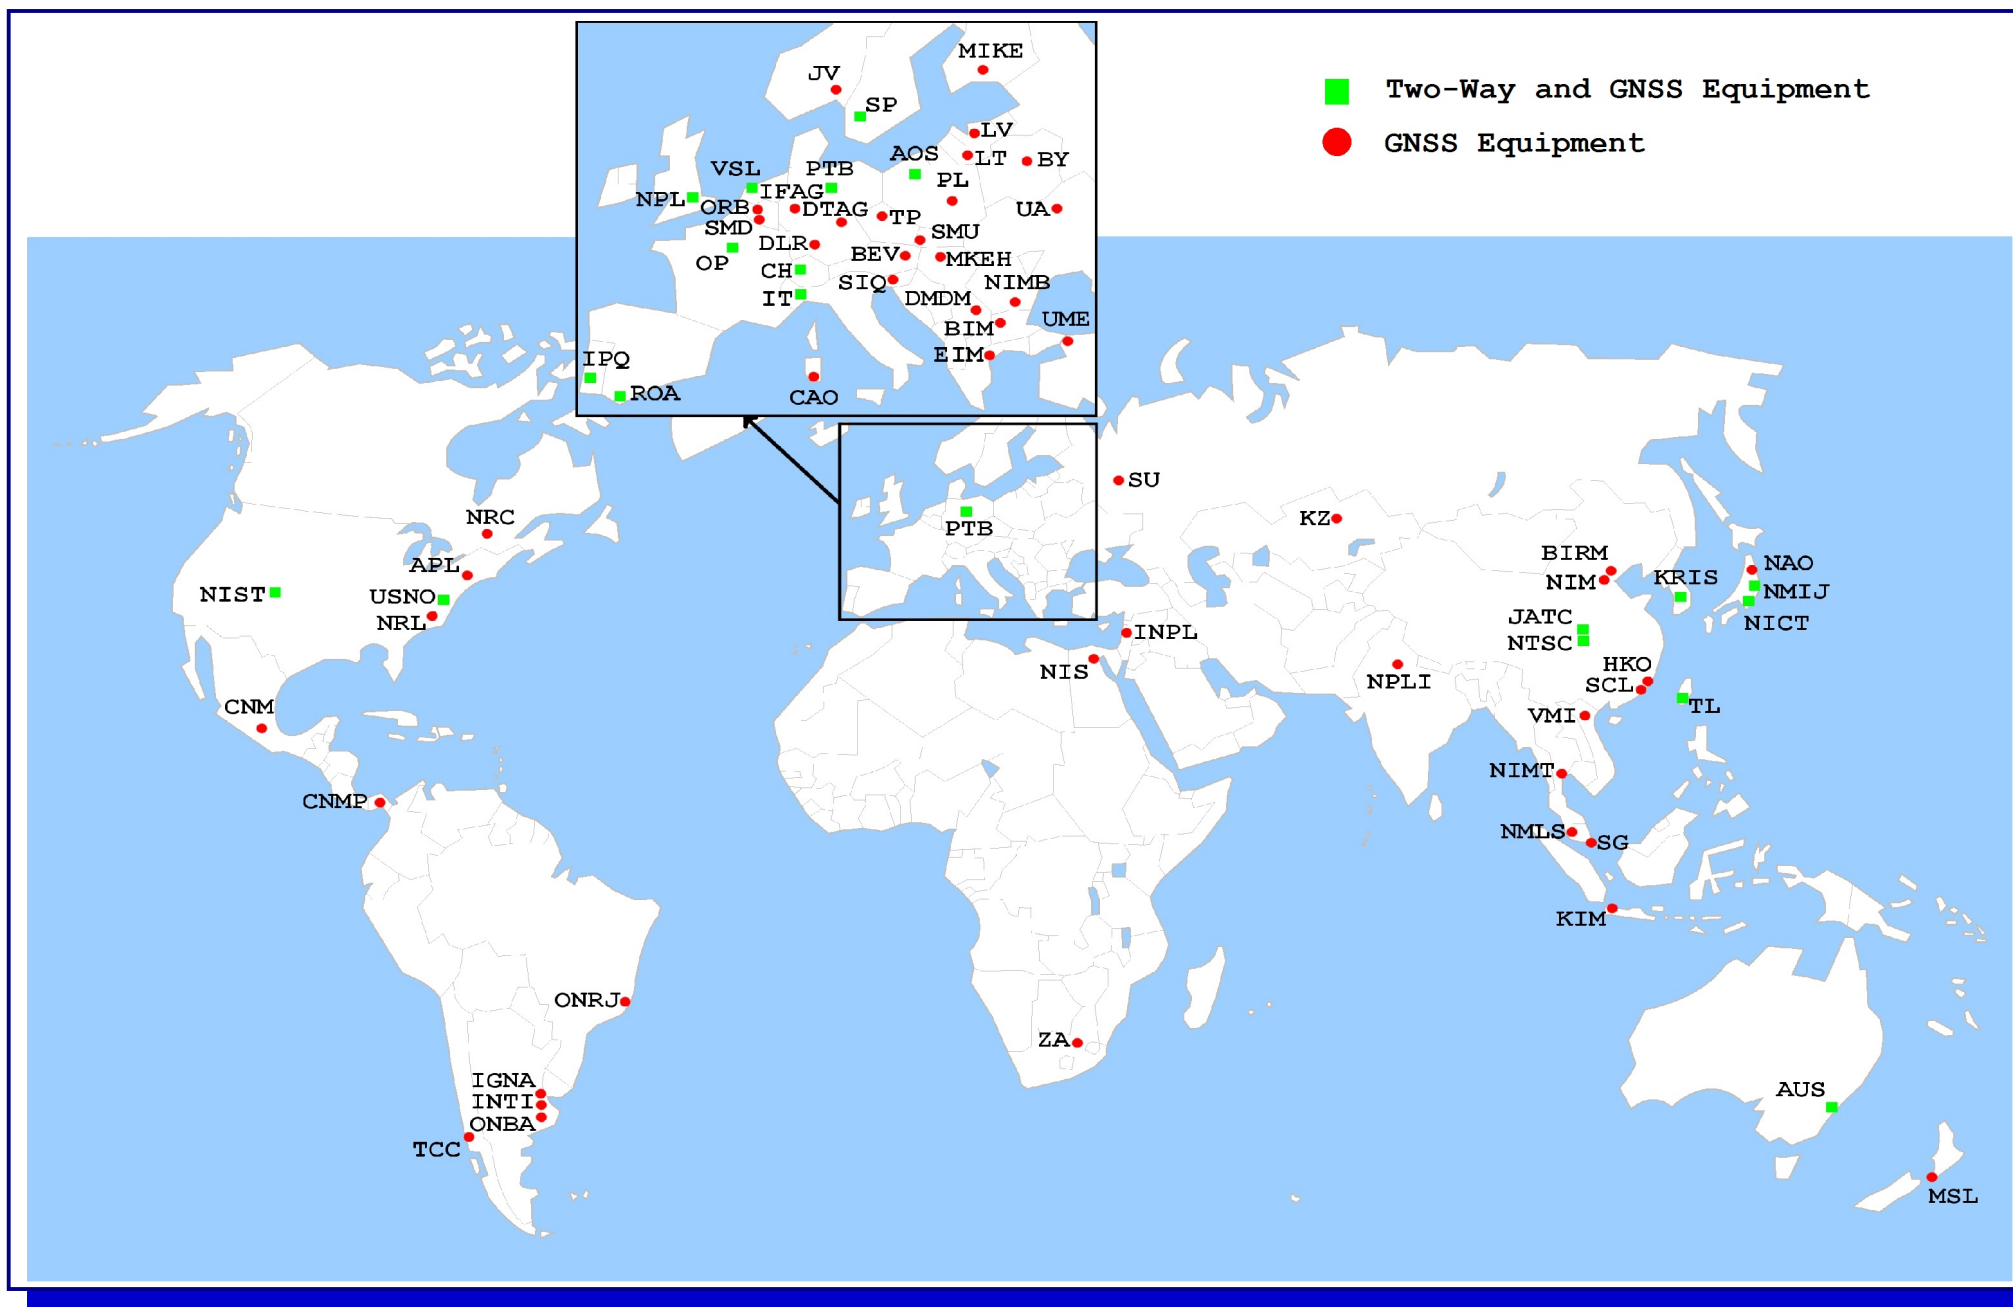 MIKE
JV
SP
Two-Way and GNSS Equipment
GNSS Equipment
LV
AOS
LT
BY
VSL
PTB
PL
IFAG
NPL
ORB
DTAG
TP
UA
SMD
SMU
DLR
BEV
MKEH
OP
CH
SIQ
NIMB
IT
DMDM
UME
BIM
EIM
IPQ
ROA
CAO
SU
NRC
KZ
PTB
BIRM
APL
NAO
NIM
KRIS
NIST
USNO
NMIJ
NRL
JATC
NICT
INPL
NTSC
NIS
HKO
NPLI
SCL
CNM
TL
VMI
NIMT
CNMP
NMLS
SG
KIM
ONRJ
ZA
IGNA
AUS
INTI
ONBA
TCC
MSL